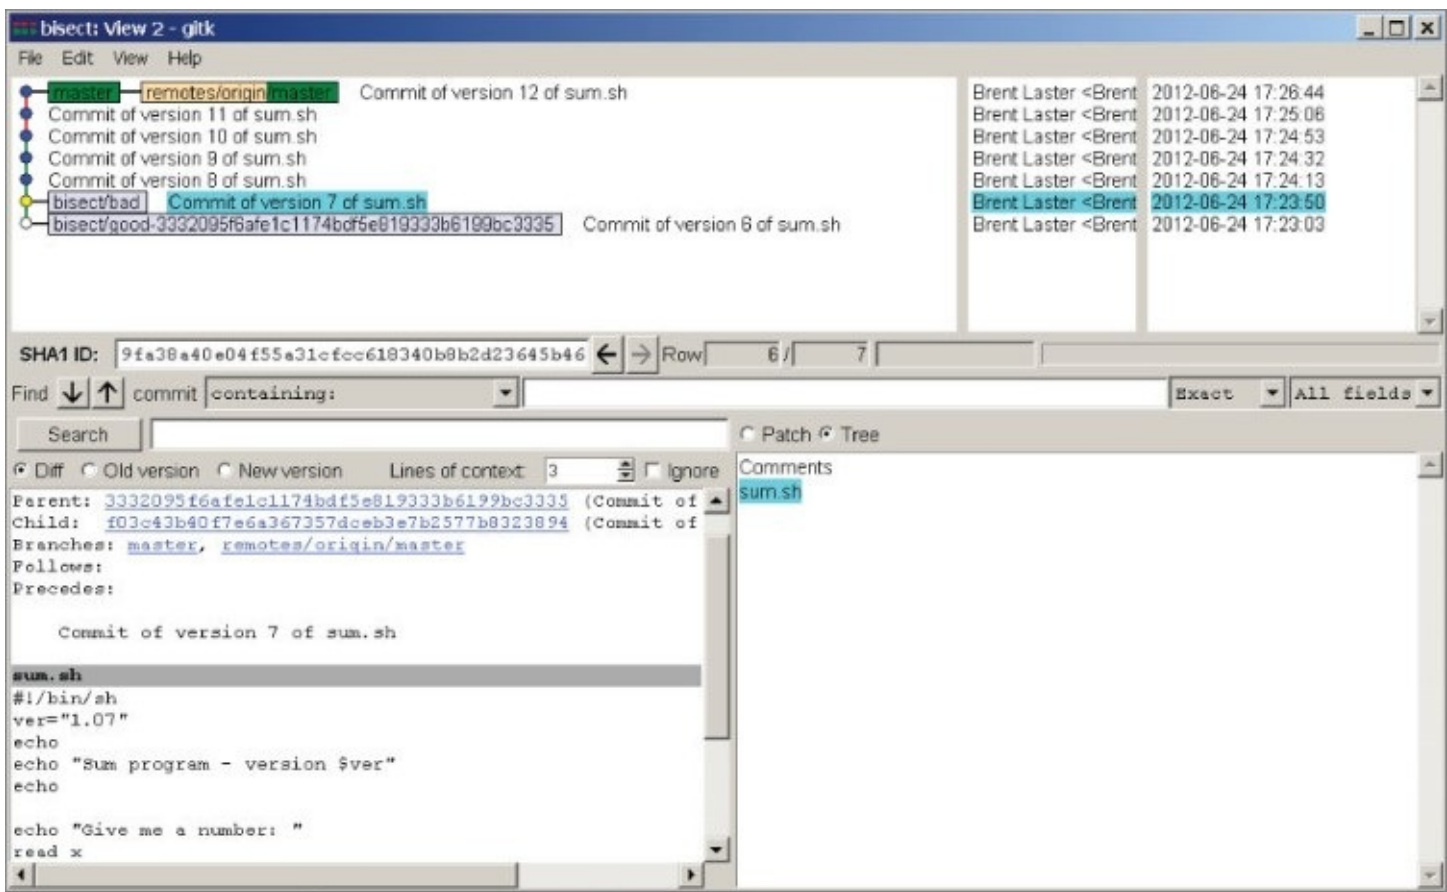 bisect: View 2 - gitk
File Edit View Help
master remotes/origin/master Commit of version 12 of sum.sh Brent Laster <Brent 2012-06-24 17:26:44
Commit of version 11 of sum.sh Brent Laster <Brent 2012-06-24 17:25:06
Commit of version 10 of sum.sh Brent Laster <Brent 2012-06-24 17:24:53
Commit of version 9 of sum.sh Brent Laster <Brent 2012-06-24 17:24:32
Commit of version 8 of sum.sh Brent Laster <Brent 2012-06-24 17:24:13
bisect/bad Commit of version 7 of sum.sh Brent Laster <Brent 2012-06-24 17:23:50
bisect/good-3332095f6afe1c1174bdf5e819333b6199bc3335 Commit of version 6 of sum.sh Brent Laster <Brent 2012-06-24 17:23:03
SHA1 ID: 9fa38a40e04f55a31cfcc618340b8b2d23645b46 Row 6 / 7
Find commit containing: Exact All fields
Search Patch Tree
Diff Old version New version Lines of context: 3 Ignore
Comments
sum.sh
Parent: 3332095f6afe1c1174bdf5e819333b6199bc3335 (Commit of
Child: f03c43b40f7e6a367357dceb3e7b2577b8323894 (Commit of
Branches: master, remotes/origin/master
Follows:
Precedes:
Commit of version 7 of sum.sh
sum.sh
#!/bin/sh
ver="1.07"
echo
echo "Sum program - version $ver"
echo
echo "Give me a number: "
read x